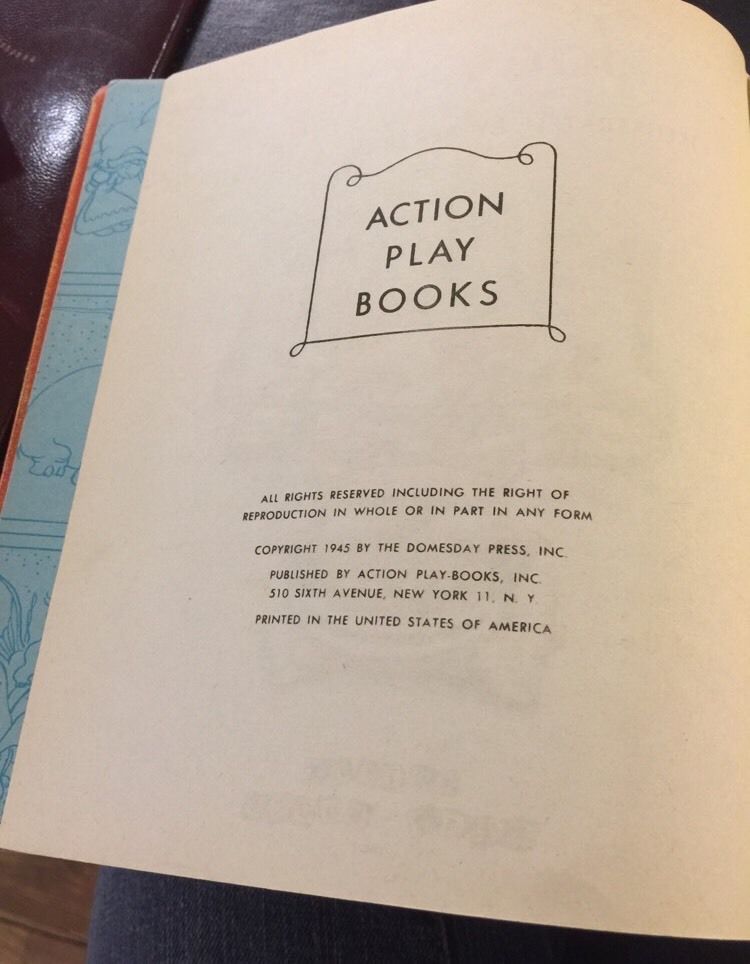 ACTION
PLAY
BOOKS
ALL RIGHTS RESERVED INCLUDING THE RIGHT OF
REPRODUCTION IN WHOLE OR IN PART IN ANY FORM
COPYRIGHT 1945 BY THE DOMESDAY PRESS, INC.
PUBLISHED BY ACTION PLAY-BOOKS, INC.
510 SIXTH AVENUE, NEW YORK 11, N. Y.
PRINTED IN THE UNITED STATES OF AMERICA